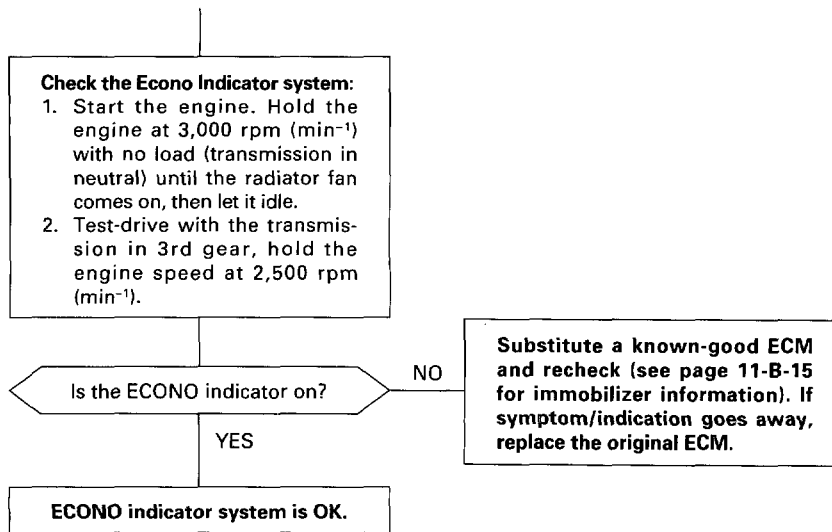 Check the Econo Indicator system:
1. Start the engine. Hold the
engine at 3,000 rpm (min⁻¹)
with no load (transmission in
neutral) until the radiator fan
comes on, then let it idle.
2. Test-drive with the transmis-
sion in 3rd gear, hold the
engine speed at 2,500 rpm
(min⁻¹).
Is the ECONO indicator on?
NO
Substitute a known-good ECM
and recheck (see page 11-B-15
for immobilizer information). If
symptom/indication goes away,
replace the original ECM.
YES
ECONO indicator system is OK.